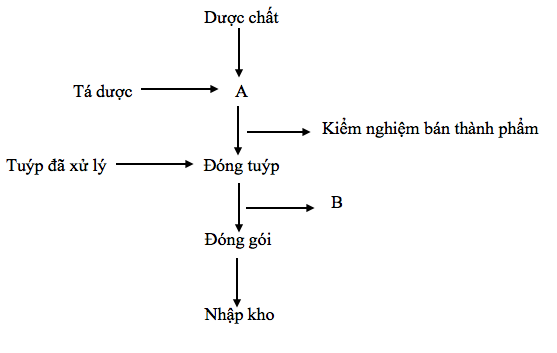 Dược chất
Tá dược
A
Kiểm nghiệm bán thành phẩm
Tuýp đã xử lý
Đóng tuýp
B
Đóng gói
Nhập kho